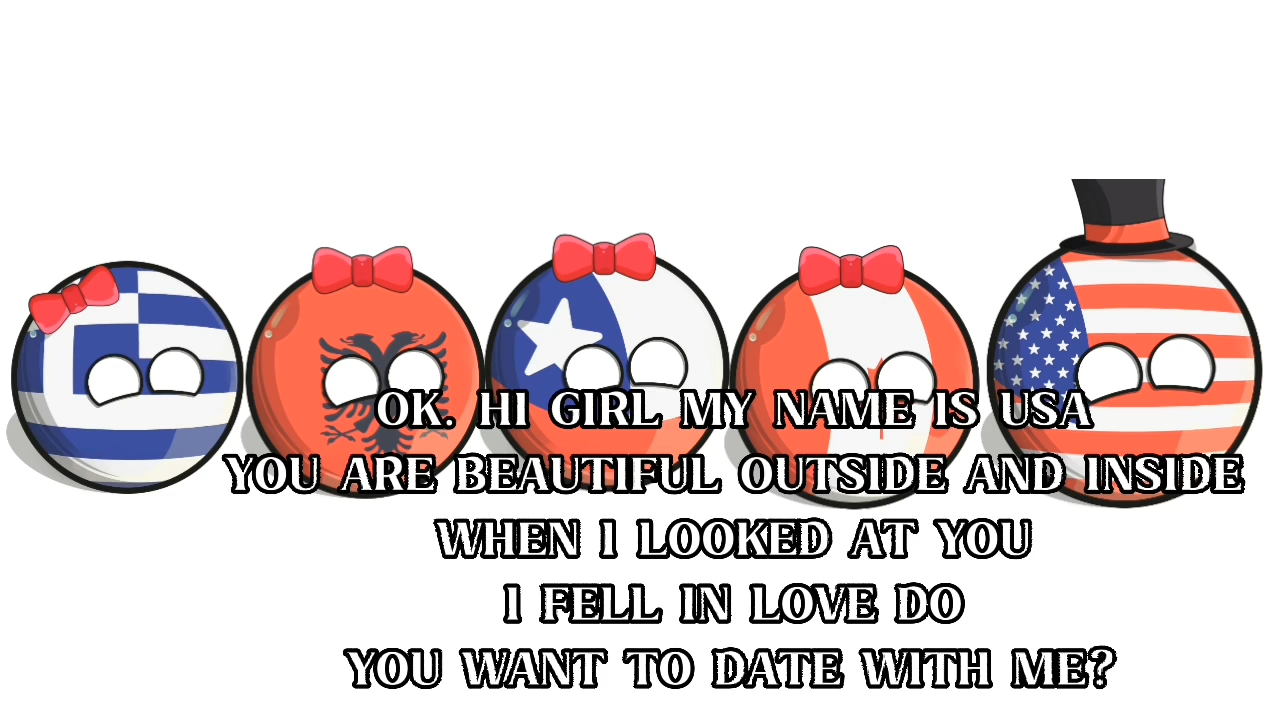 OK. HI GIRL MY NAME IS USA
YOU ARE BEAUTIFUL OUTSIDE AND INSIDE
WHEN I LOOKED AT YOU
I FELL IN LOVE DO
YOU WANT TO DATE WITH ME?